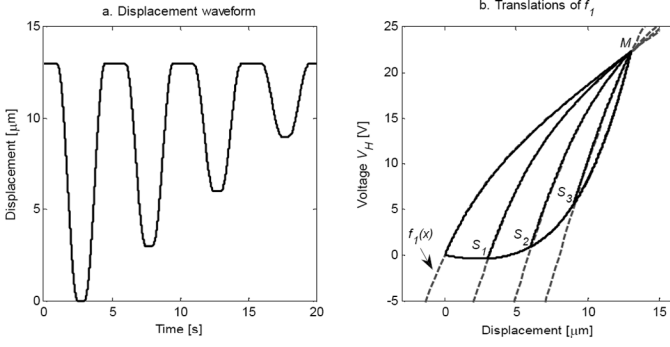 a. Displacement waveform
15
10
5
0
Displacement [μm]
0
5
10
15
20
Time [s]
b. Translations of f₁
25
20
15
10
5
0
-5
Voltage V_H [V]
M
S₃
S₂
S₁
f₁(x)
0
5
10
15
Displacement [μm]